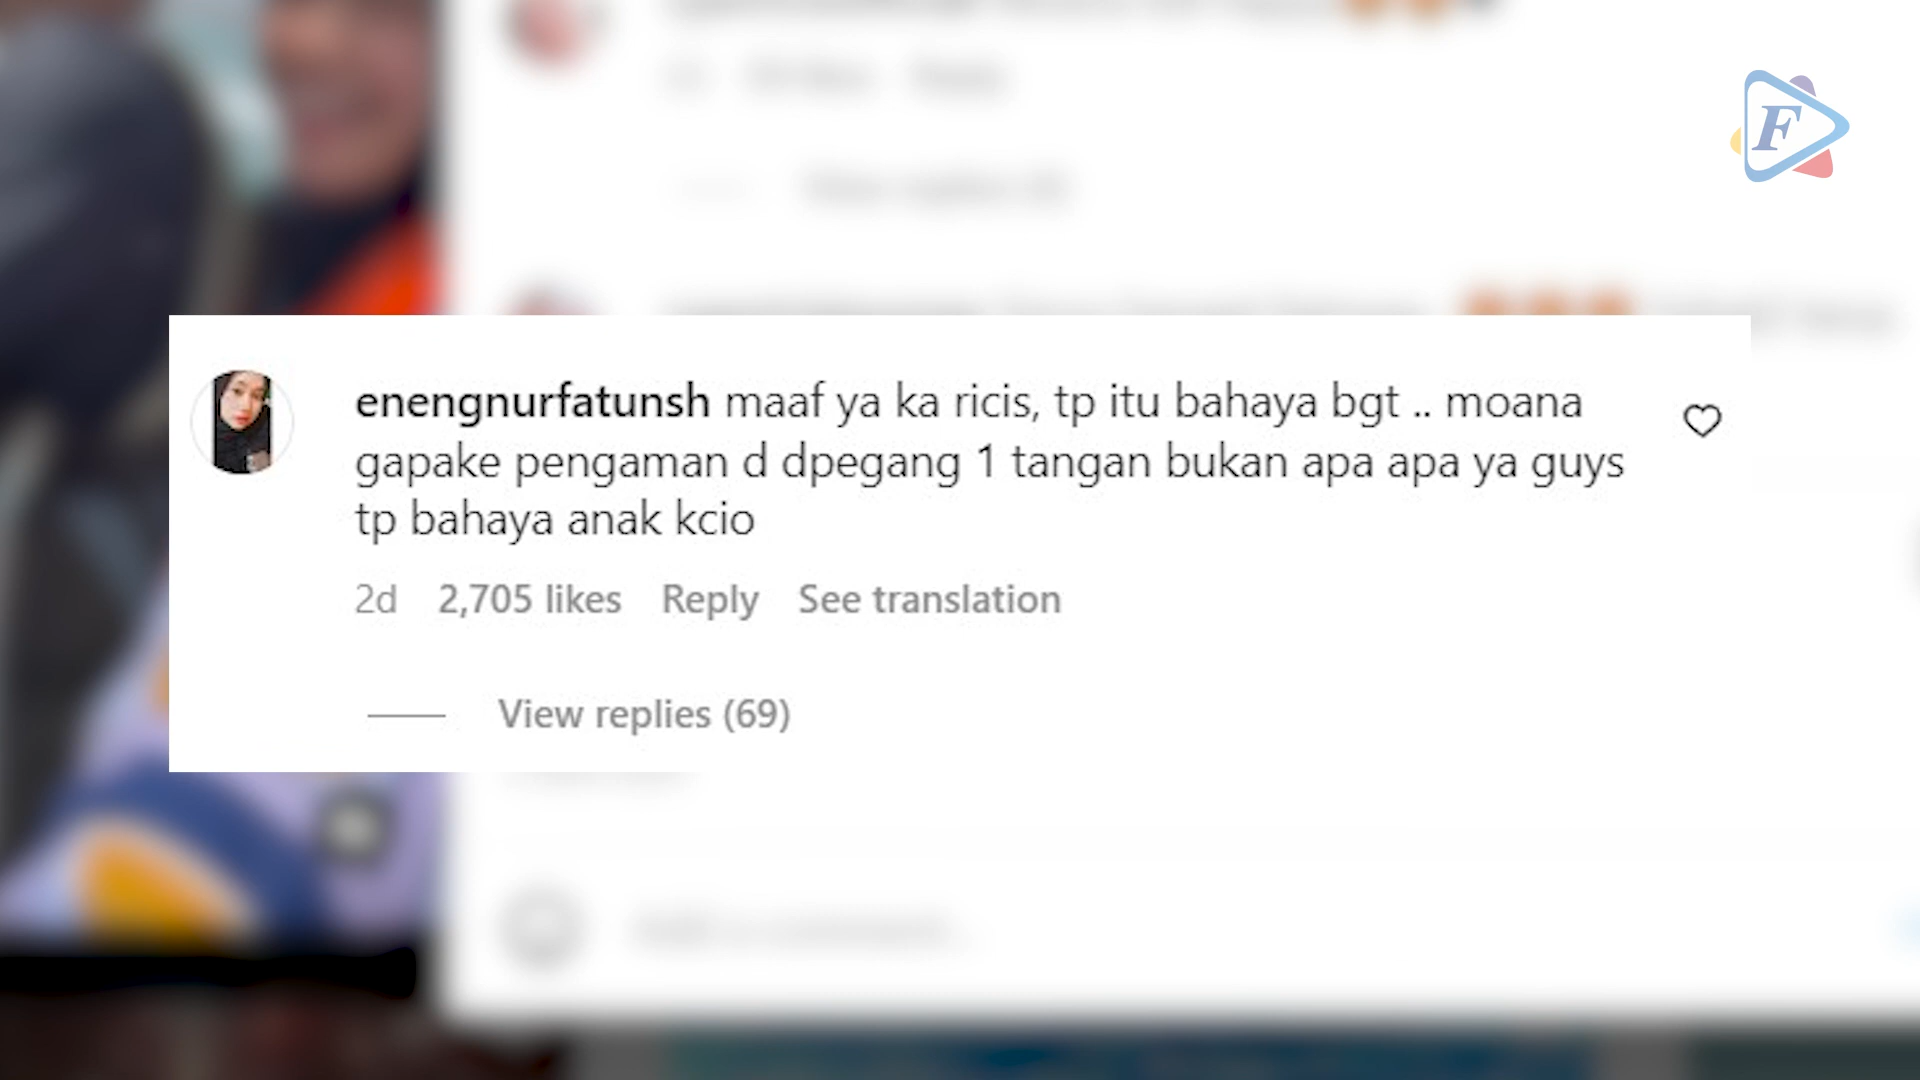 F
enengnurfatunsh maaf ya ka ricis, tp itu bahaya bgt .. moana
gapake pengaman d dpegang 1 tangan bukan apa apa ya guys
tp bahaya anak kcio
2d 2,705 likes Reply See translation
View replies (69)